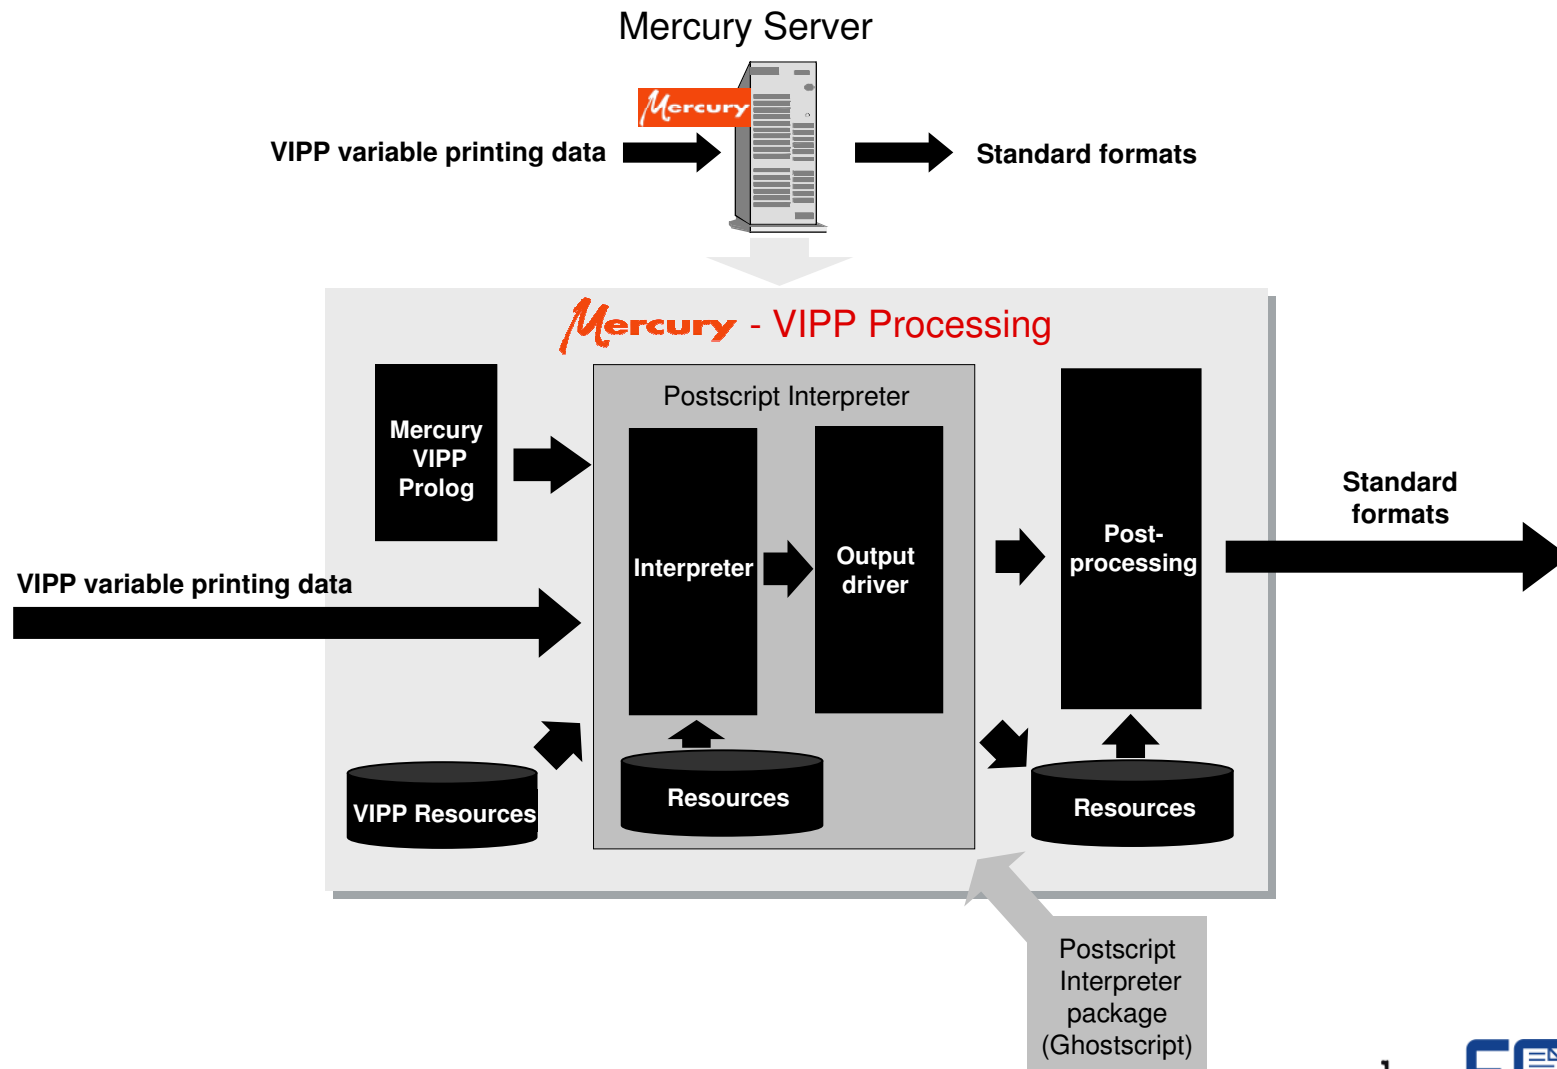 Mercury Server
Mercury
VIPP variable printing data
Standard formats
Mercury - VIPP Processing
Postscript Interpreter
Mercury
VIPP
Prolog
Interpreter
Output
driver
Post-
processing
Standard
formats
VIPP variable printing data
VIPP Resources
Resources
Resources
Postscript
Interpreter
package
(Ghostscript)